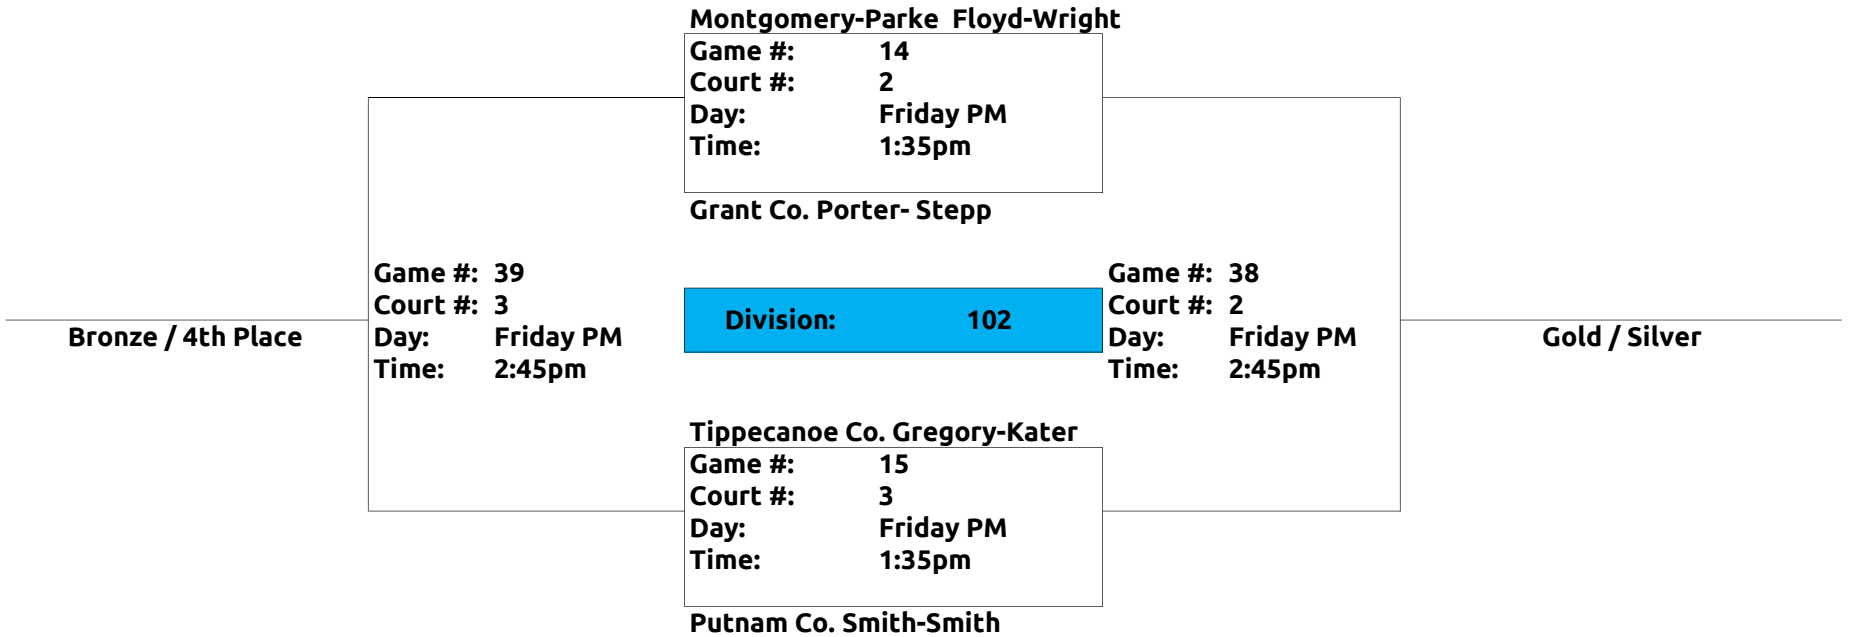 Montgomery-Parke Floyd-Wright
Game #: 14
Court #: 2
Day: Friday PM
Time: 1:35pm
Grant Co. Porter- Stepp
Game #: 39
Court #: 3
Day: Friday PM
Time: 2:45pm
Bronze / 4th Place
Division: 102
Game #: 38
Court #: 2
Day: Friday PM
Time: 2:45pm
Gold / Silver
Tippecanoe Co. Gregory-Kater
Game #: 15
Court #: 3
Day: Friday PM
Time: 1:35pm
Putnam Co. Smith-Smith